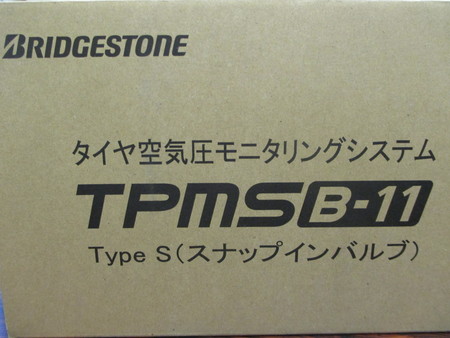 BRIDGESTONE
タイヤ空気圧モニタリングシステム
TPMS B-11
Type S(スナップインバルブ)